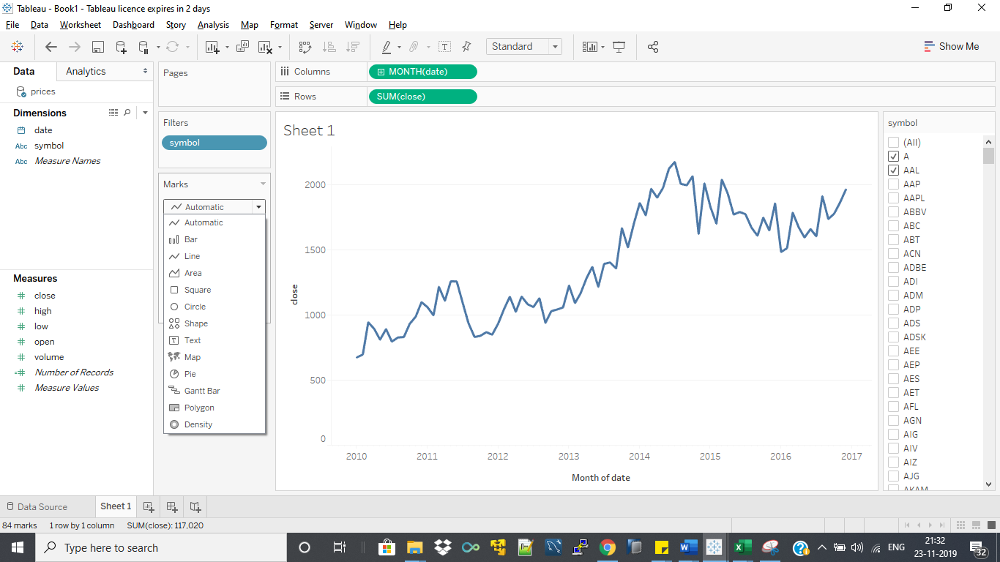 Tableau - Book1 - Tableau licence expires in 2 days
File Data Worksheet Dashboard Story Analysis Map Format Server Window Help
Standard
Show Me
Data Analytics
prices
Dimensions
date
Abc symbol
Abc Measure Names
Measures
close
high
low
open
volume
Number of Records
Measure Values
Pages
Filters
symbol
Marks
Automatic
Automatic
Bar
Line
Area
Square
Circle
Shape
Text
Map
Pie
Gantt Bar
Polygon
Density
Columns MONTH(date)
Rows SUM(close)
Sheet 1
close
2000
1500
1000
500
0
2010 2011 2012 2013 2014 2015 2016 2017
Month of date
symbol
(All)
A
AAL
AAP
AAPL
ABBV
ABC
ABT
ACN
ADBE
ADI
ADM
ADP
ADS
ADSK
AEE
AEP
AES
AET
AFL
AGN
AIG
AIV
AIZ
AJG
AKAM
Data Source Sheet 1
84 marks 1 row by 1 column SUM(close): 117,020
Type here to search
ENG
21:32
23-11-2019
32